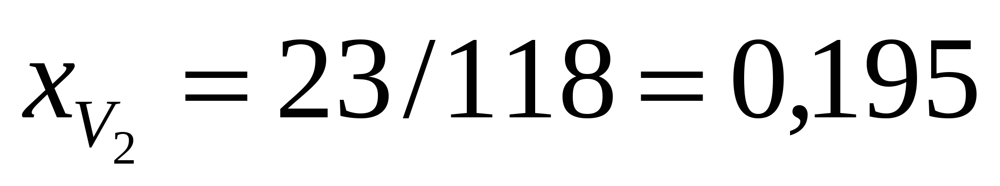 x_{V_2} = 23/118 = 0,195